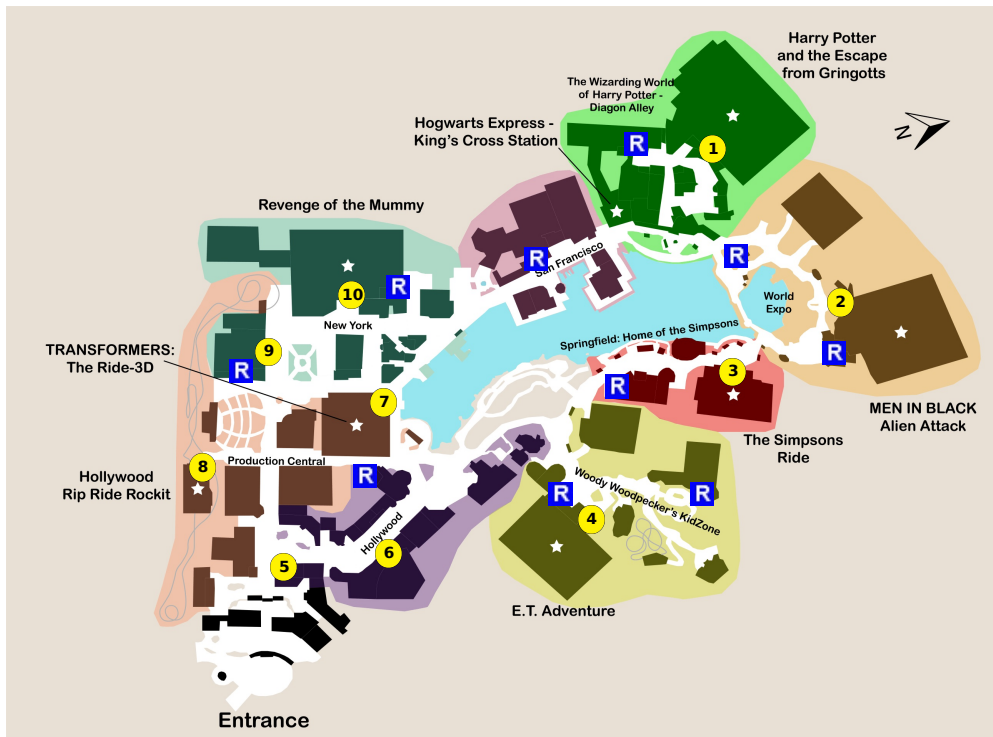 Harry Potter
and the Escape
from Gringotts
The Wizarding World
of Harry Potter -
Diagon Alley
Hogwarts Express -
King's Cross Station
N
R
1
Revenge of the Mummy
R
San Francisco
R
World
Expo
2
R
R
10
New York
Springfield: Home of the Simpsons
TRANSFORMERS:
The Ride-3D
9
R
3
R
7
MEN IN BLACK
Alien Attack
The Simpsons
Ride
Production Central
8
Hollywood
Rip Ride Rockit
R
Woody Woodpecker's KidZone
R
R
4
Hollywood
6
5
E.T. Adventure
Entrance